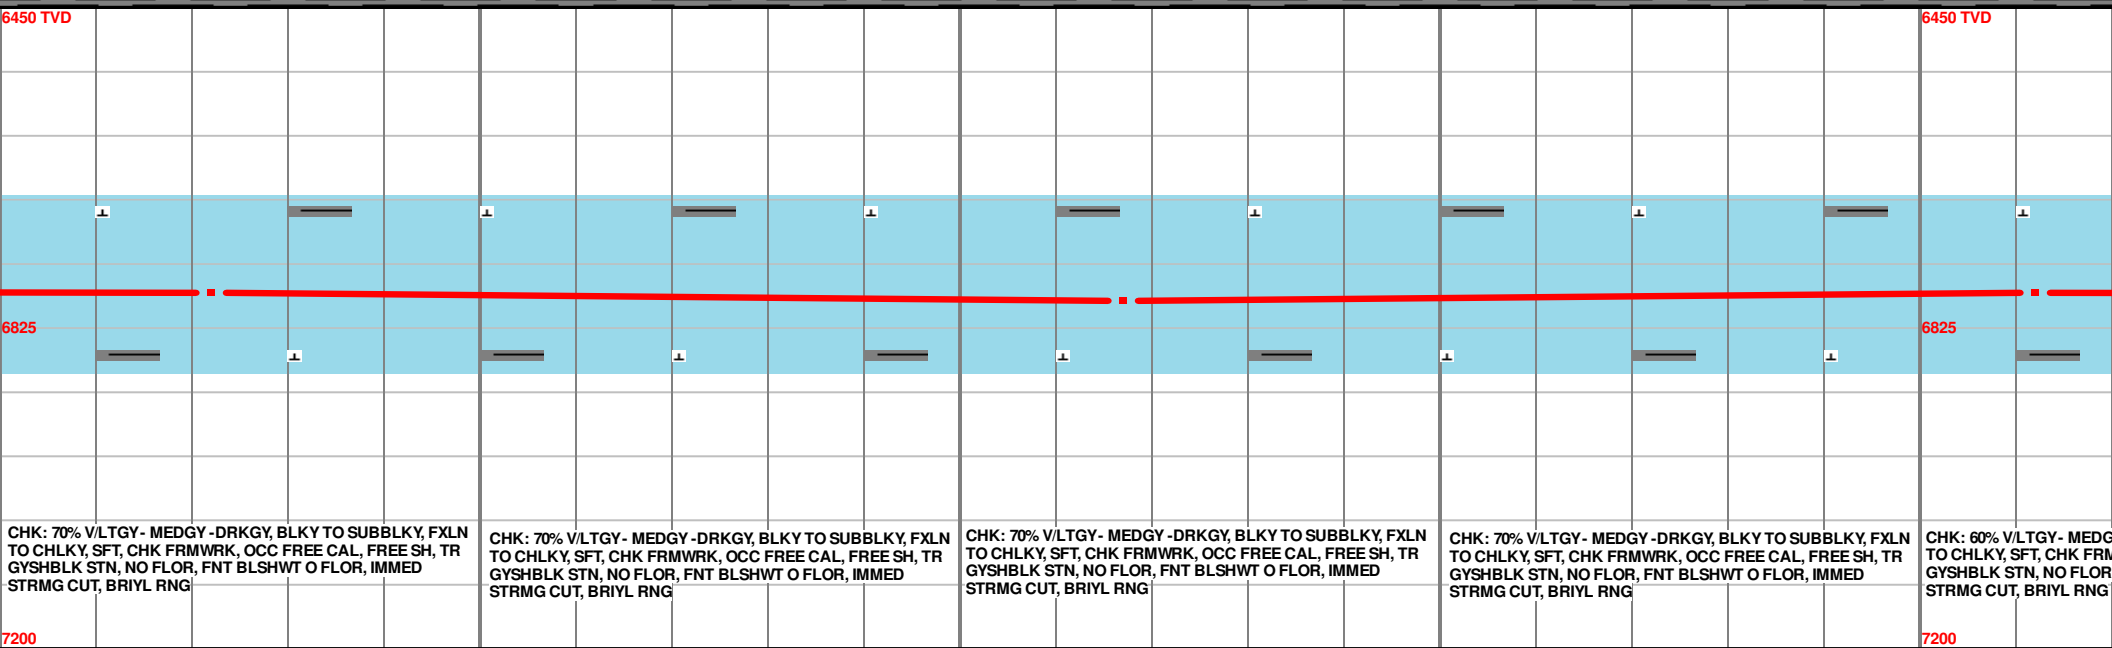 6450 TVD
6450 TVD
6825
6825
CHK: 70% V/LTGY- MEDGY -DRKGY, BLKY TO SUBBLKY, FXLN
TO CHLKY, SFT, CHK FRMWRK, OCC FREE CAL, FREE SH, TR
GYSHBLK STN, NO FLOR, FNT BLSHWT O FLOR, IMMED
STRMG CUT, BRIYL RNG
CHK: 70% V/LTGY- MEDGY -DRKGY, BLKY TO SUBBLKY, FXLN
TO CHLKY, SFT, CHK FRMWRK, OCC FREE CAL, FREE SH, TR
GYSHBLK STN, NO FLOR, FNT BLSHWT O FLOR, IMMED
STRMG CUT, BRIYL RNG
CHK: 70% V/LTGY- MEDGY -DRKGY, BLKY TO SUBBLKY, FXLN
TO CHLKY, SFT, CHK FRMWRK, OCC FREE CAL, FREE SH, TR
GYSHBLK STN, NO FLOR, FNT BLSHWT O FLOR, IMMED
STRMG CUT, BRIYL RNG
CHK: 70% V/LTGY- MEDGY -DRKGY, BLKY TO SUBBLKY, FXLN
TO CHLKY, SFT, CHK FRMWRK, OCC FREE CAL, FREE SH, TR
GYSHBLK STN, NO FLOR, FNT BLSHWT O FLOR, IMMED
STRMG CUT, BRIYL RNG
CHK: 60% V/LTGY- MEDG
TO CHLKY, SFT, CHK FRM
GYSHBLK STN, NO FLOR
STRMG CUT, BRIYL RNG
7200
7200